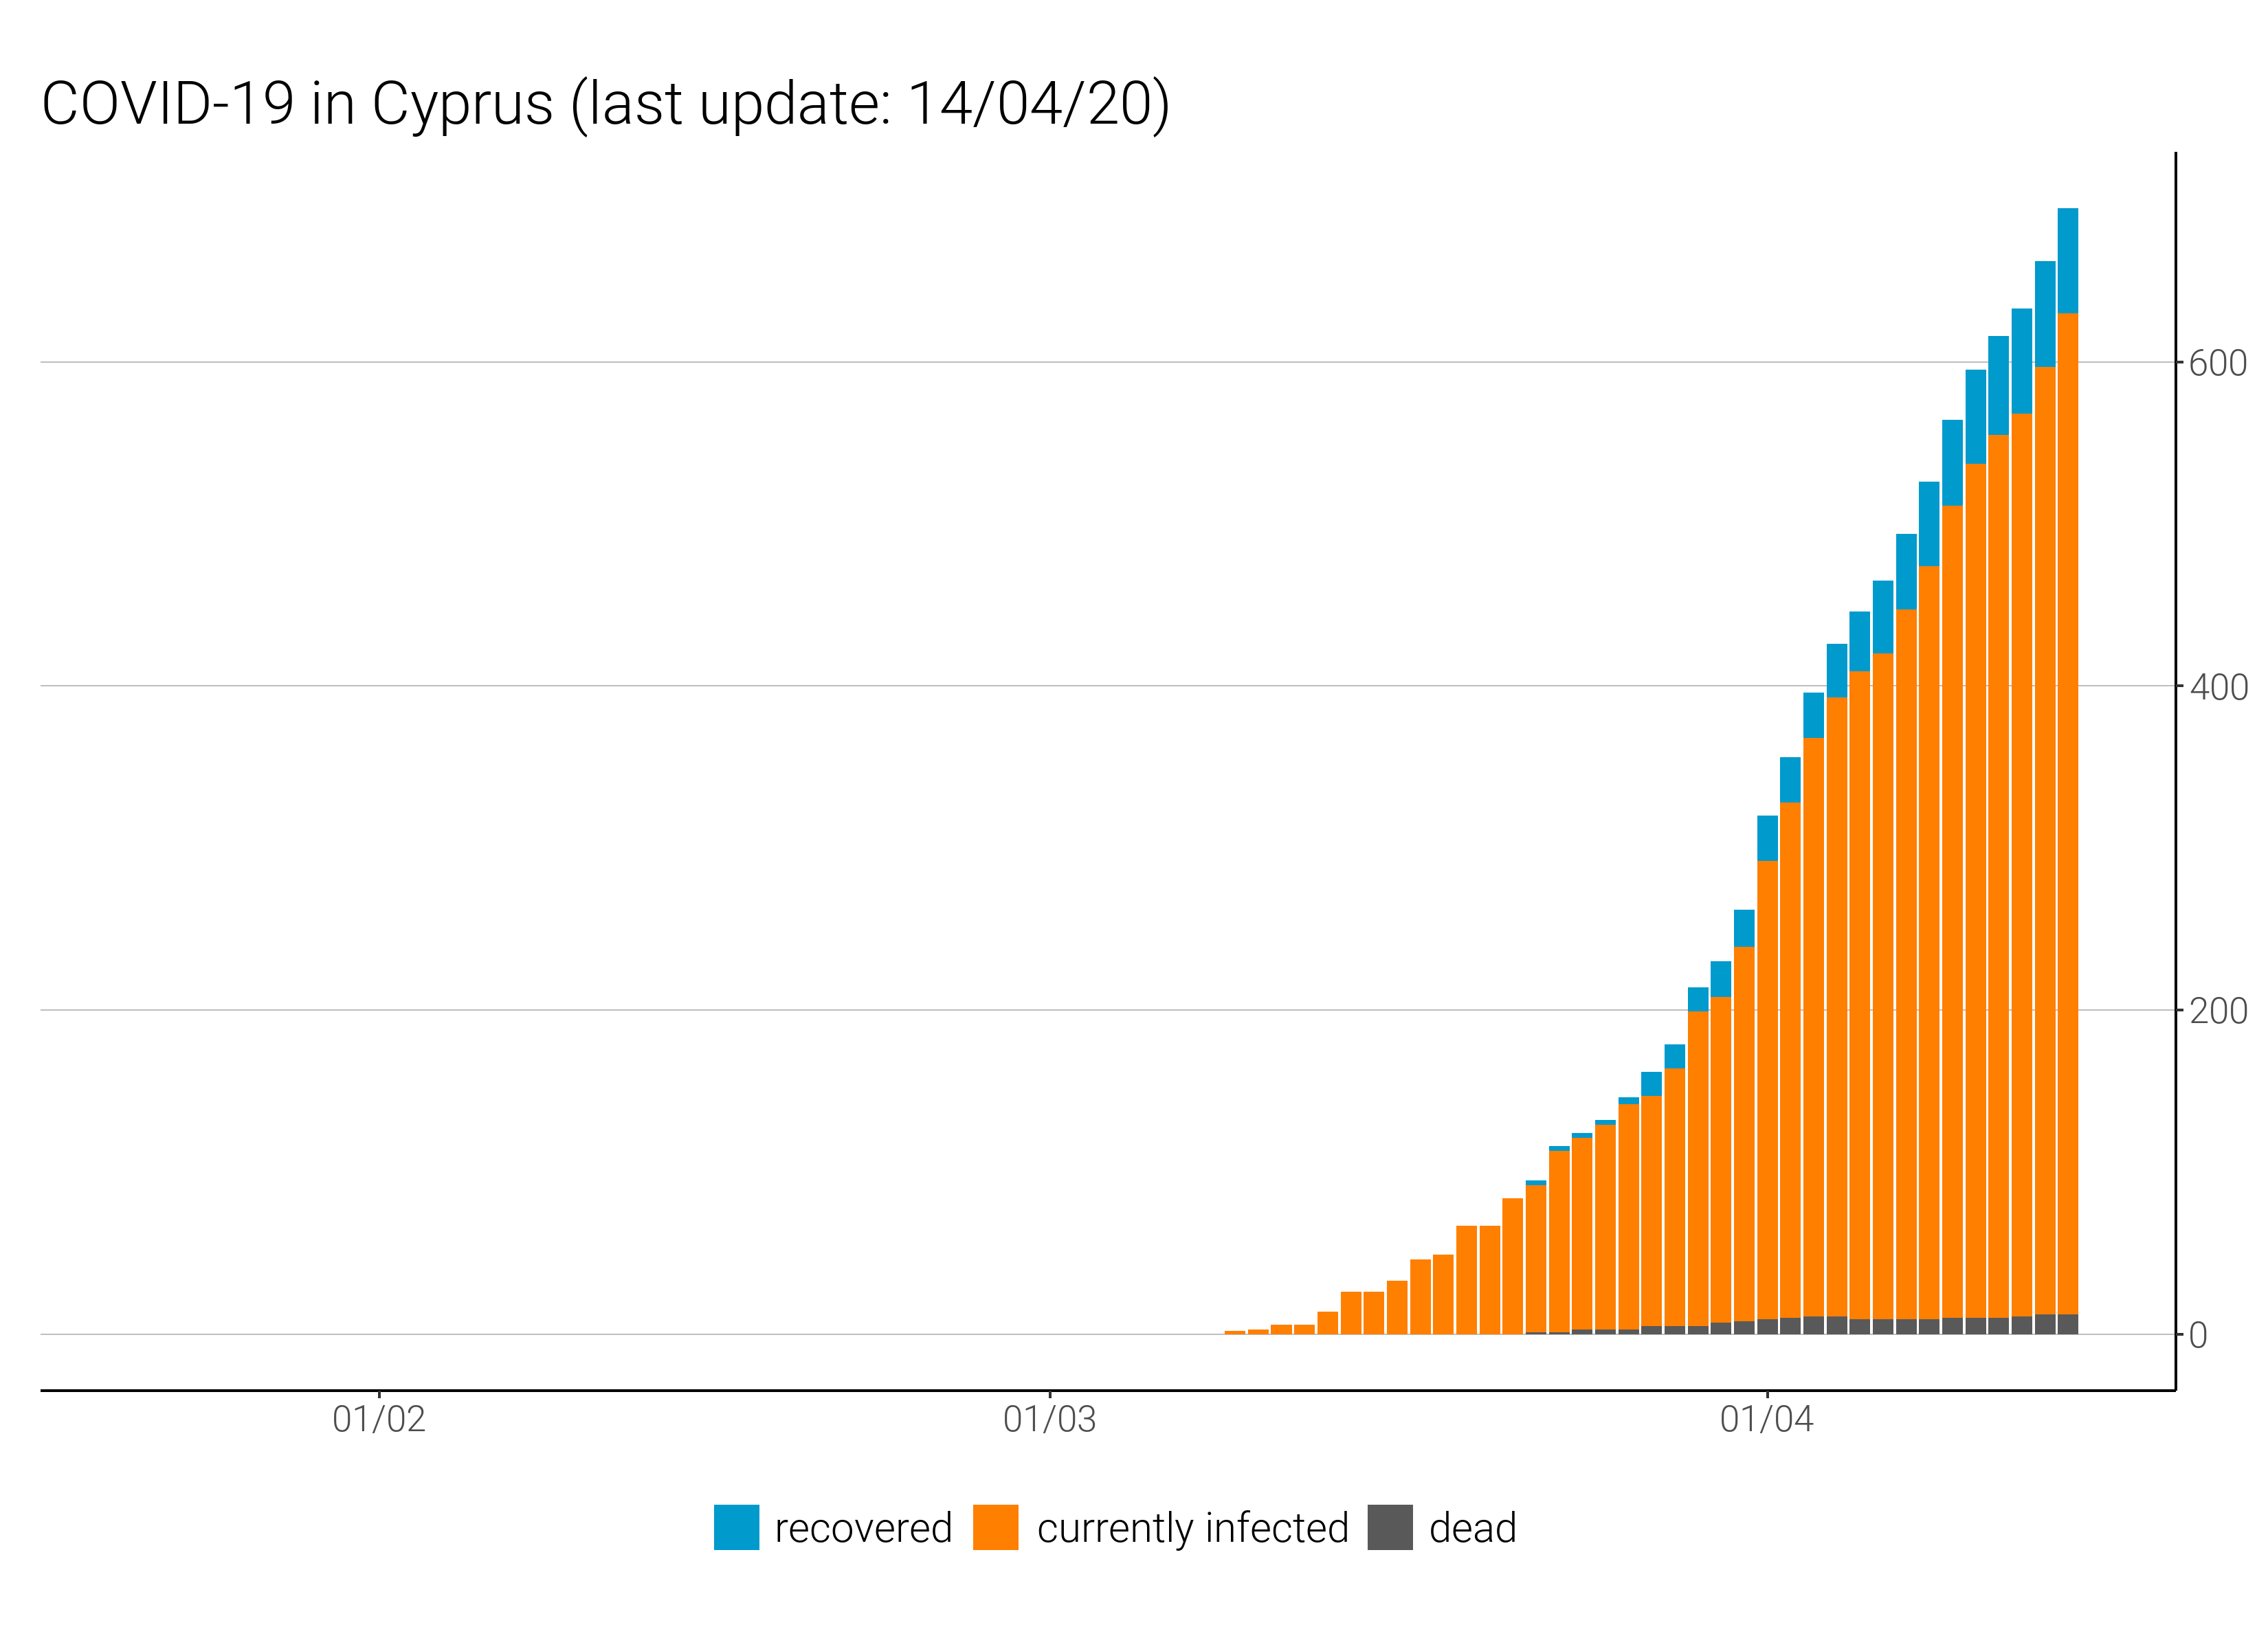 COVID-19 in Cyprus (last update: 14/04/20)
600
400
200
0
01/02 01/03 01/04
recovered currently infected dead